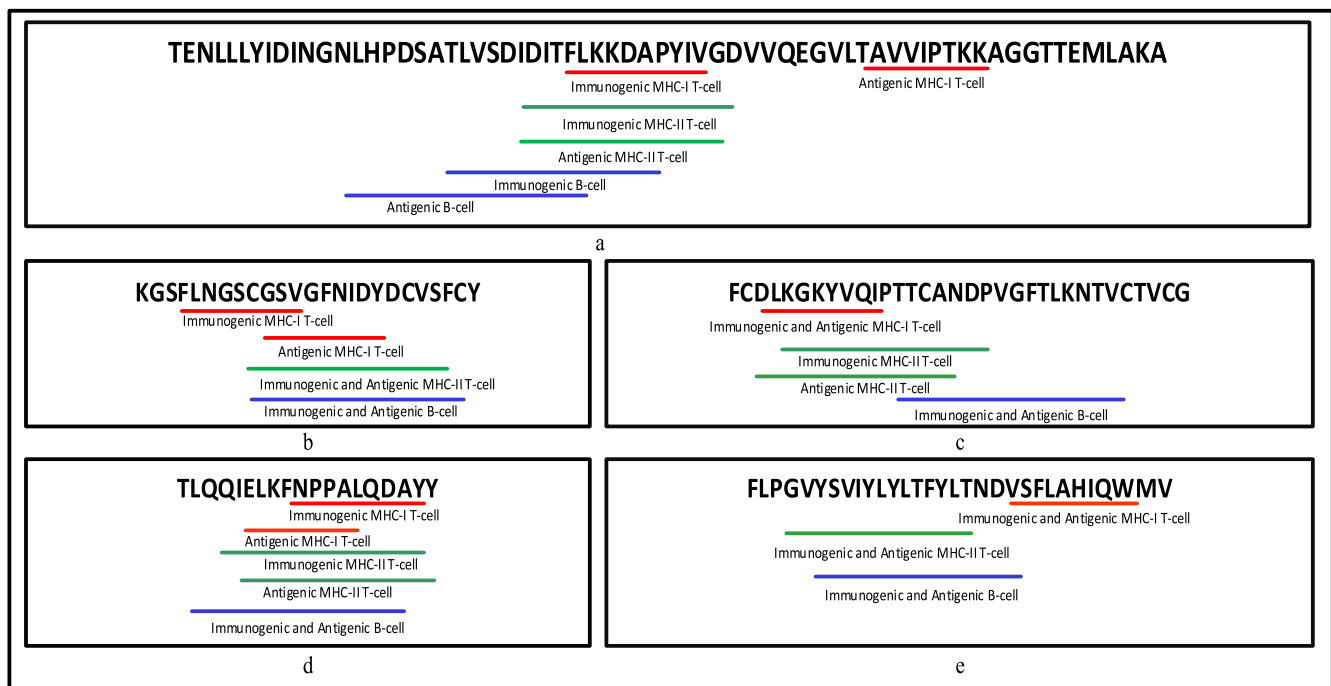 TENLLLYIDINGNLHPDSATLVSDIDITFLKKDAPYIVGDVVQEGVLTAVVIPTKKAGGTTEMLAKA
Immunogenic MHC-I T-cell
Antigenic MHC-I T-cell
Immunogenic MHC-II T-cell
Antigenic MHC-II T-cell
Immunogenic B-cell
Antigenic B-cell
a
KGSFLNGSCGSVGFNIDYDCVSFCY
Immunogenic MHC-I T-cell
Antigenic MHC-I T-cell
Immunogenic and Antigenic MHC-II T-cell
Immunogenic and Antigenic B-cell
b
FCDLKGKYVQIPTTCANDPVGFTLKNTVCTVCG
Immunogenic and Antigenic MHC-I T-cell
Immunogenic MHC-II T-cell
Antigenic MHC-II T-cell
Immunogenic and Antigenic B-cell
c
TLQQIELKFNPPALQDAYY
Immunogenic MHC-I T-cell
Antigenic MHC-I T-cell
Immunogenic MHC-II T-cell
Antigenic MHC-II T-cell
Immunogenic and Antigenic B-cell
d
FLPGVYSVIYLYLTFYLTNDVSFLAHIQWMV
Immunogenic and Antigenic MHC-I T-cell
Immunogenic and Antigenic MHC-II T-cell
Immunogenic and Antigenic B-cell
e